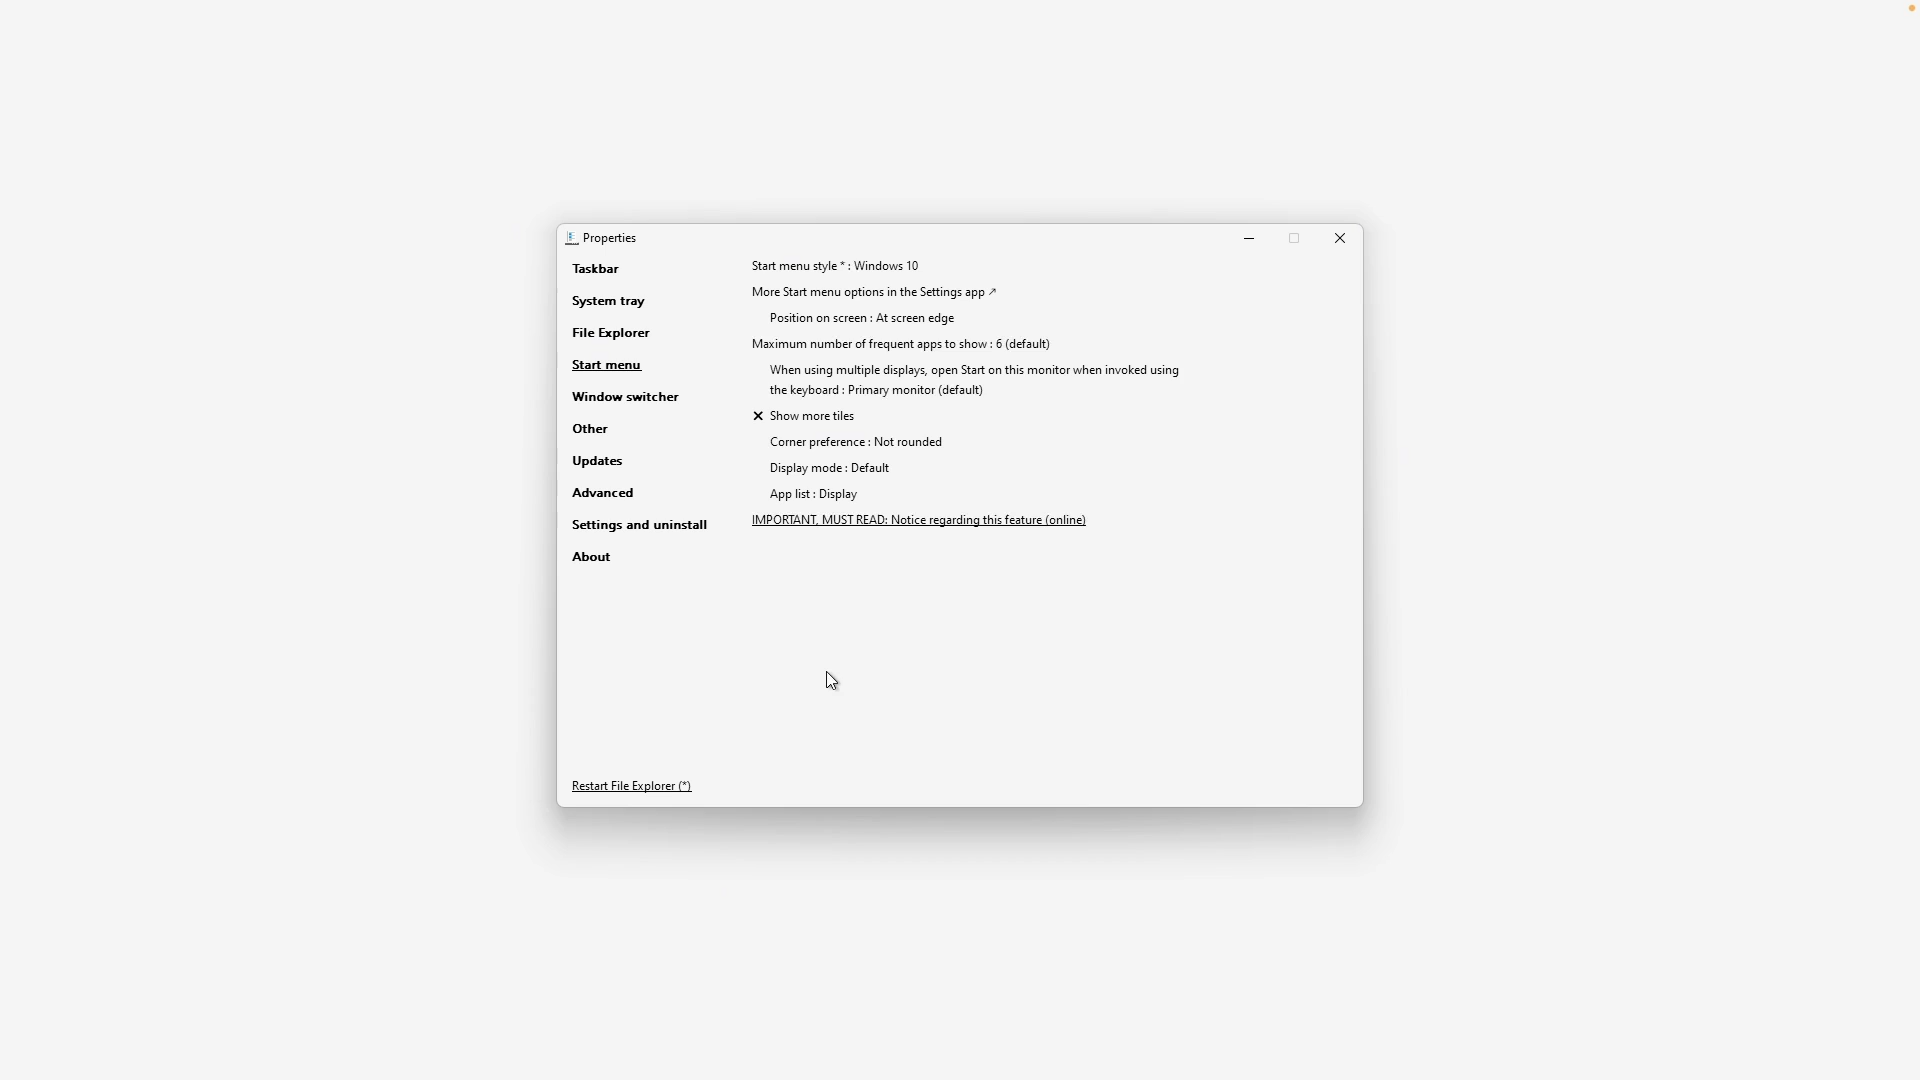 Properties
Taskbar
System tray
File Explorer
Start menu
Window switcher
Other
Updates
Advanced
Settings and uninstall
About
Start menu style * : Windows 10
More Start menu options in the Settings app ↗
Position on screen : At screen edge
Maximum number of frequent apps to show : 6 (default)
When using multiple displays, open Start on this monitor when invoked using
the keyboard : Primary monitor (default)
Show more tiles
Corner preference : Not rounded
Display mode : Default
App list : Display
IMPORTANT, MUST READ: Notice regarding this feature (online)
Restart File Explorer (*)